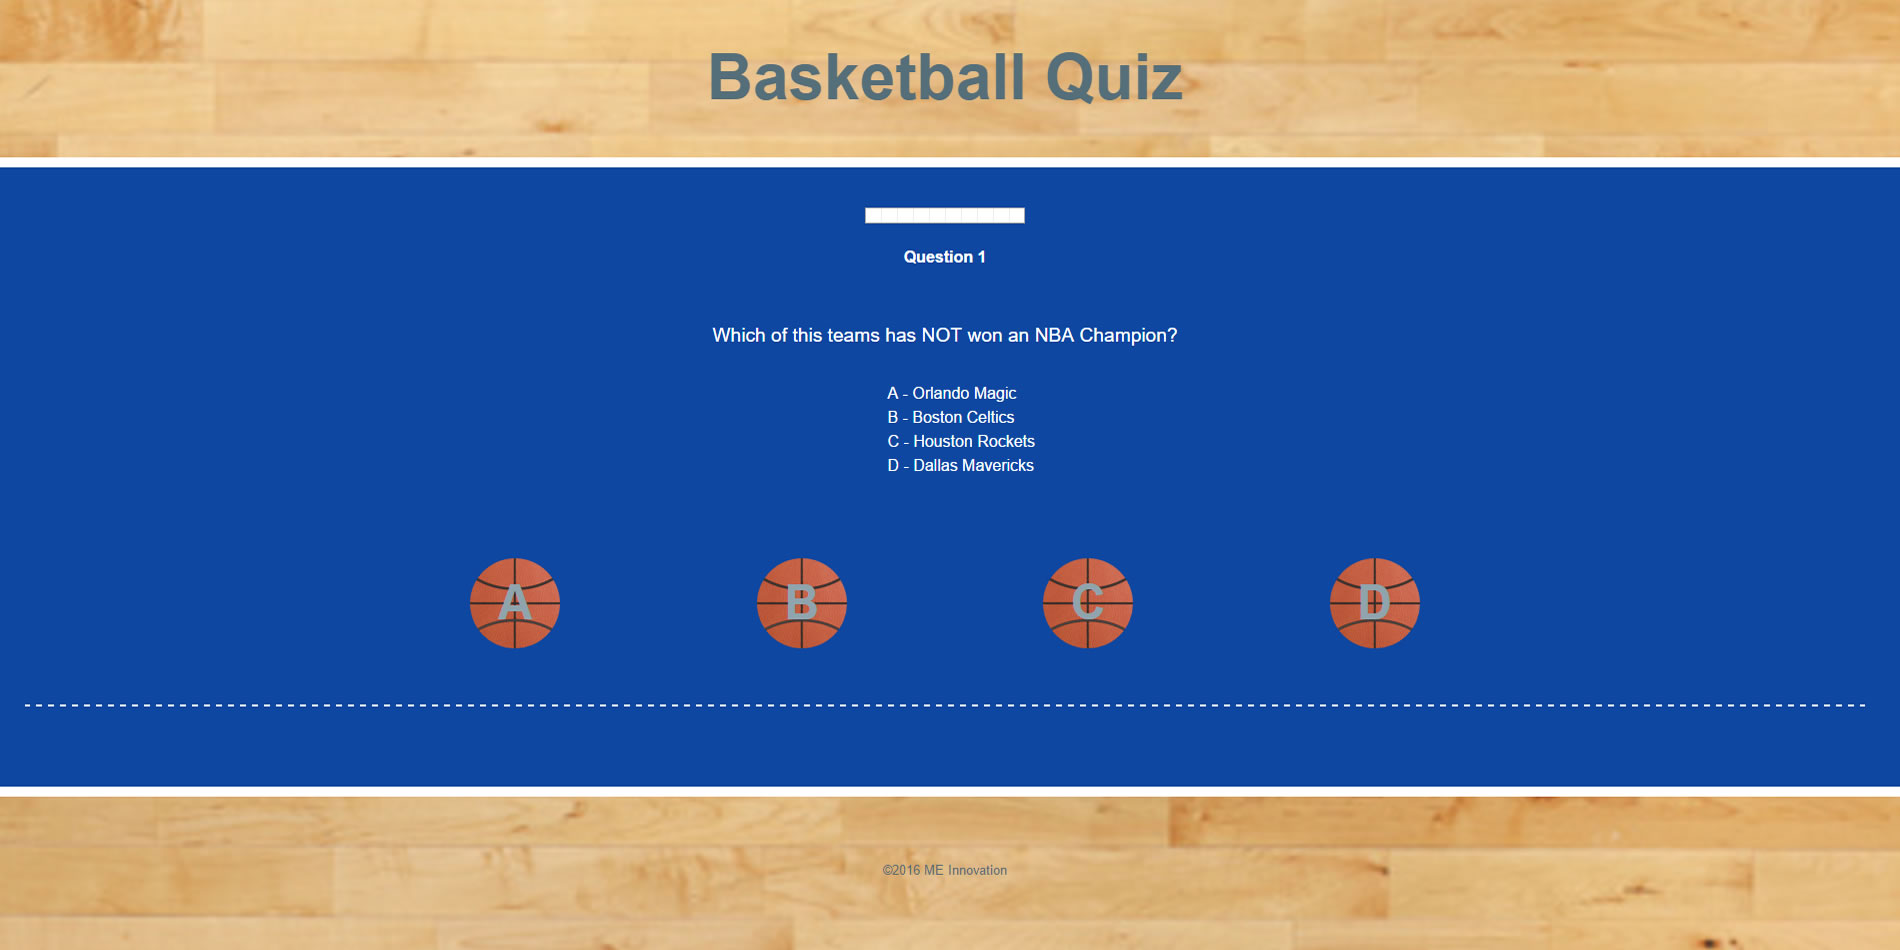 Basketball Quiz
Question 1
Which of this teams has NOT won an NBA Champion?
A - Orlando Magic
B - Boston Celtics
C - Houston Rockets
D - Dallas Mavericks
A B C D
©2016 ME Innovation